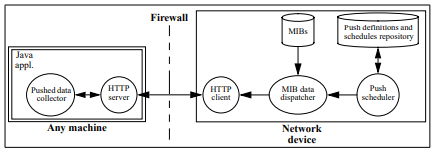 Firewall
Java
appl.
Pushed data
collector
HTTP
server
Any machine
MIBs
Push definitions and
schedules repository
HTTP
client
MIB data
dispatcher
Push
scheduler
Network
device